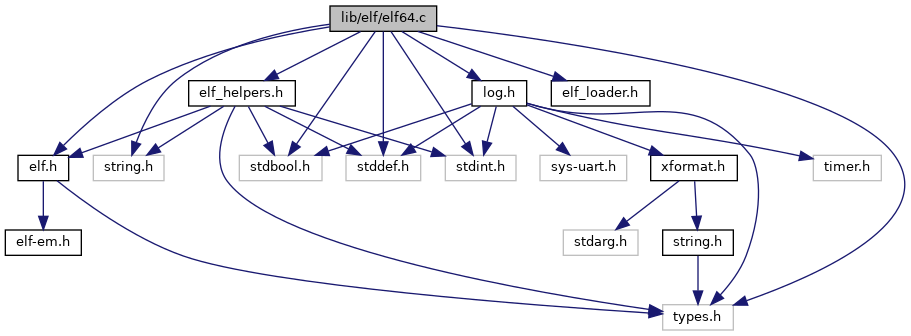 lib/elf/elf64.c
elf_helpers.h
log.h
elf_loader.h
elf.h
string.h
stdbool.h
stddef.h
stdint.h
sys-uart.h
xformat.h
timer.h
elf-em.h
stdarg.h
string.h
types.h